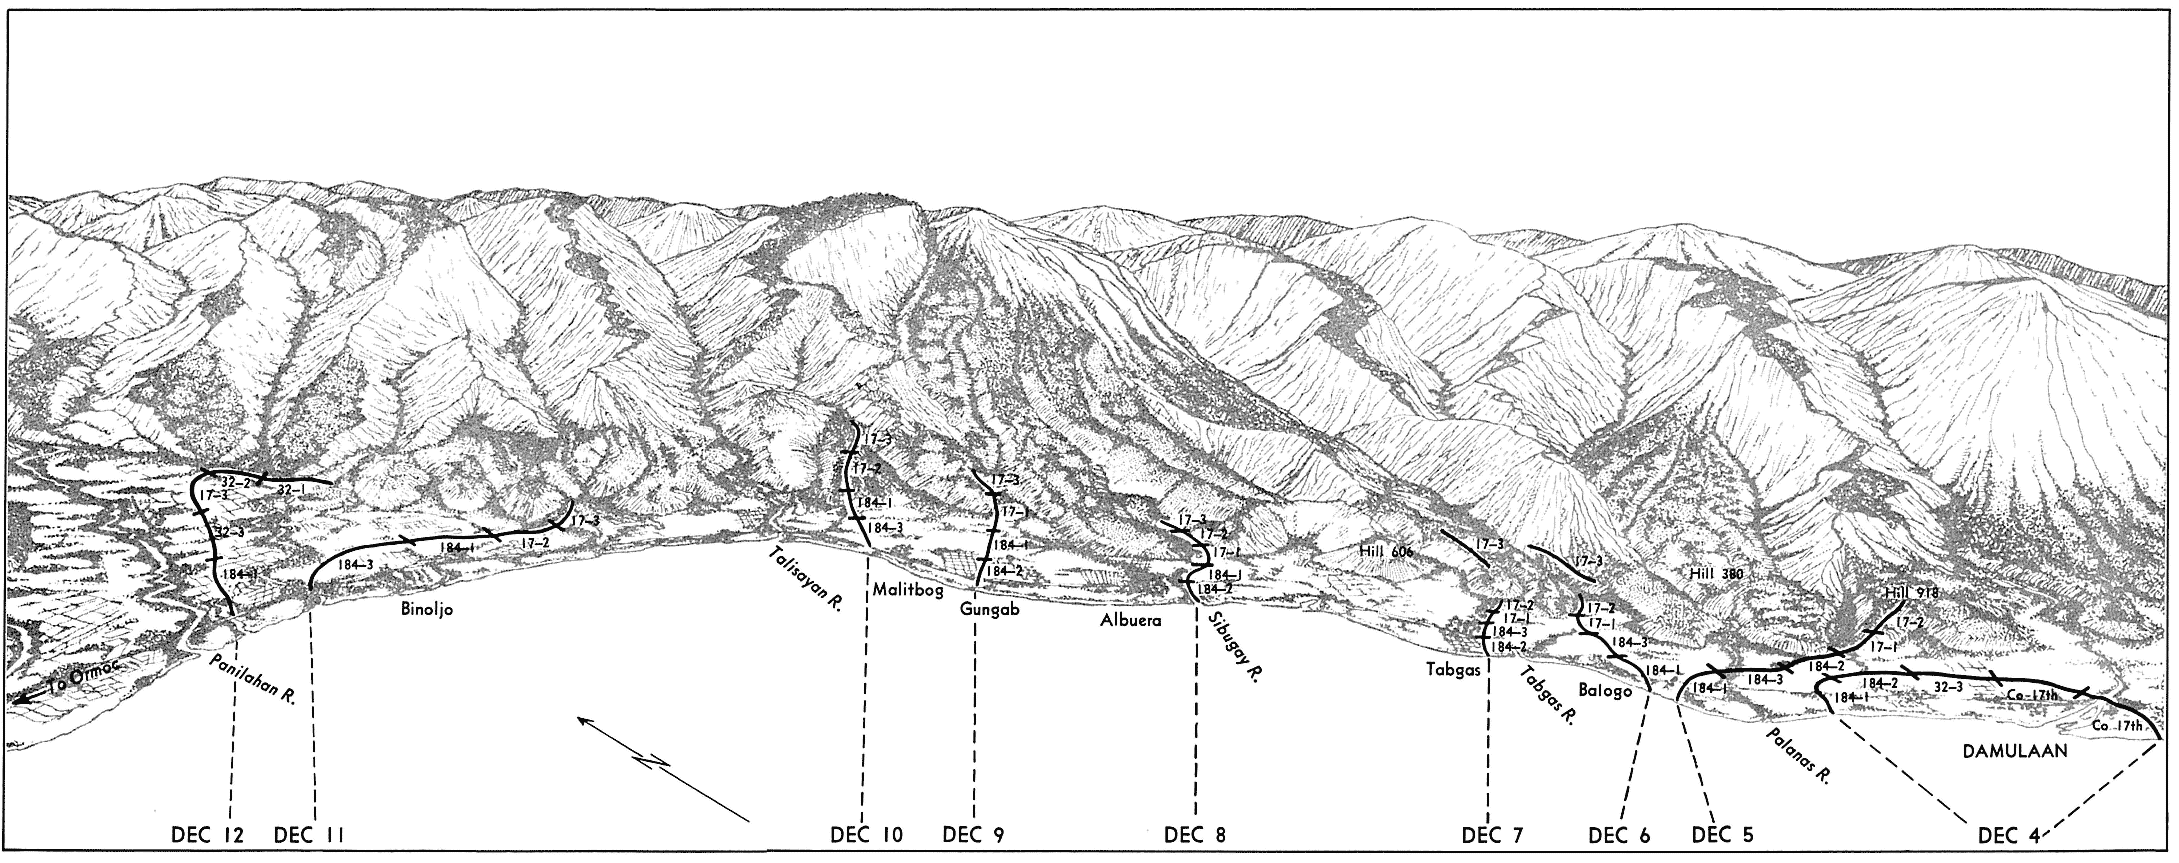 32-2
32-1
17-3
32-3
184-1
17-3
17-2
184-1
184-3
Binoljo
Panilahan R.
To Ormoc
17-3
17-2
184-1
184-3
Talisayan R.
Malitbog
17-3
17-1
184-1
184-2
Gungab
17-3
17-2
17-1
184-1
184-2
Albuera
Sibugay R.
Hill 606
17-3
17-2
17-1
184-3
184-2
Tabgas
Tabgas R.
17-3
17-2
17-1
184-3
184-1
Balogo
Hill 380
Hill 918
17-2
17-1
184-2
184-3
184-1
184-1
184-2
32-3
Co 17th
Co 17th
Palanas R.
DAMULAAN
DEC 12
DEC 11
DEC 10
DEC 9
DEC 8
DEC 7
DEC 6
DEC 5
DEC 4